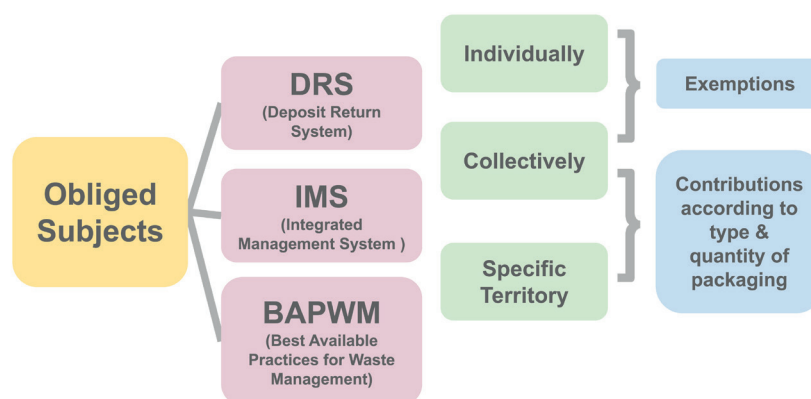 Obliged
Subjects
DRS
(Deposit Return
System)
IMS
(Integrated
Management System )
BAPWM
(Best Available
Practices for Waste
Management)
Individually
Collectively
Specific
Territory
Exemptions
Contributions
according to
type &
quantity of
packaging